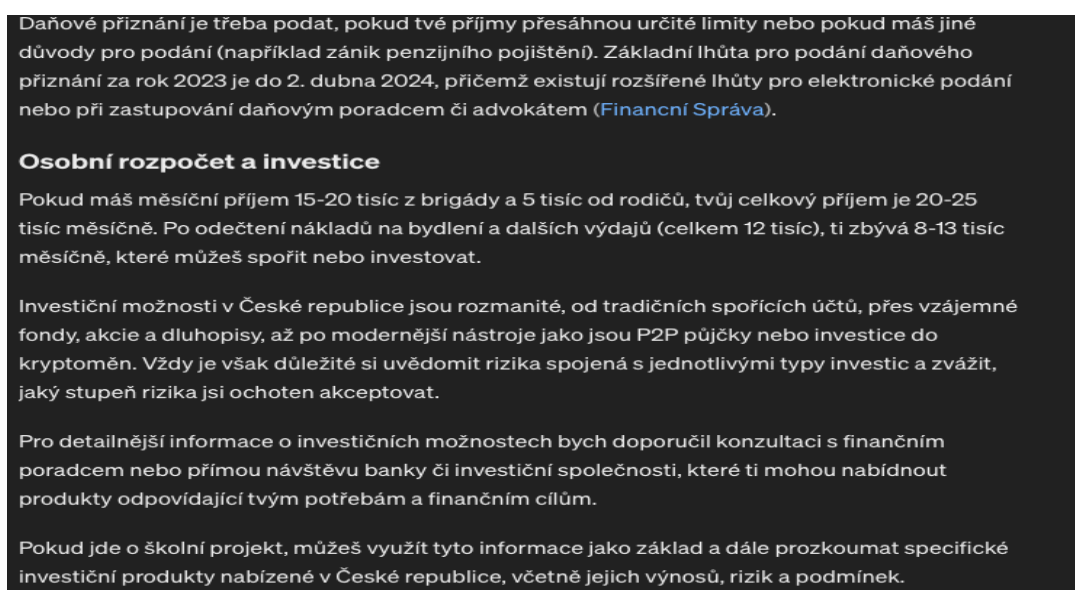 Daňové přiznání je třeba podat, pokud tvé příjmy přesáhnou určité limity nebo pokud máš jiné
důvody pro podání (například zánik penzijního pojištění). Základní lhůta pro podání daňového
přiznání za rok 2023 je do 2. dubna 2024, přičemž existují rozšířené lhůty pro elektronické podání
nebo při zastupování daňovým poradcem či advokátem (Financní Správa).
Osobní rozpočet a investice
Pokud máš měsíční příjem 15-20 tisíc z brigády a 5 tisíc od rodičů, tvůj celkový příjem je 20-25
tisíc měsíčně. Po odečtení nákladů na bydlení a dalších výdajů (celkem 12 tisíc), ti zbývá 8-13 tisíc
měsíčně, které můžeš spořit nebo investovat.
Investiční možnosti v České republice jsou rozmanité, od tradičních spořících účtů, přes vzájemné
fondy, akcie a dluhopisy, až po modernější nástroje jako jsou P2P půjčky nebo investice do
kryptoměn. Vždy je však důležité si uvědomit rizika spojená s jednotlivými typy investic a zvážit,
jaký stupeň rizika jsi ochoten akceptovat.
Pro detailnější informace o investičních možnostech bych doporučil konzultaci s finančním
poradcem nebo přímou návštěvu banky či investiční společnosti, které ti mohou nabídnout
produkty odpovídající tvým potřebám a finančním cílům.
Pokud jde o školní projekt, můžeš využít tyto informace jako základ a dále prozkoumat specifické
investiční produkty nabízené v České republice, včetně jejich výnosů, rizik a podmínek.